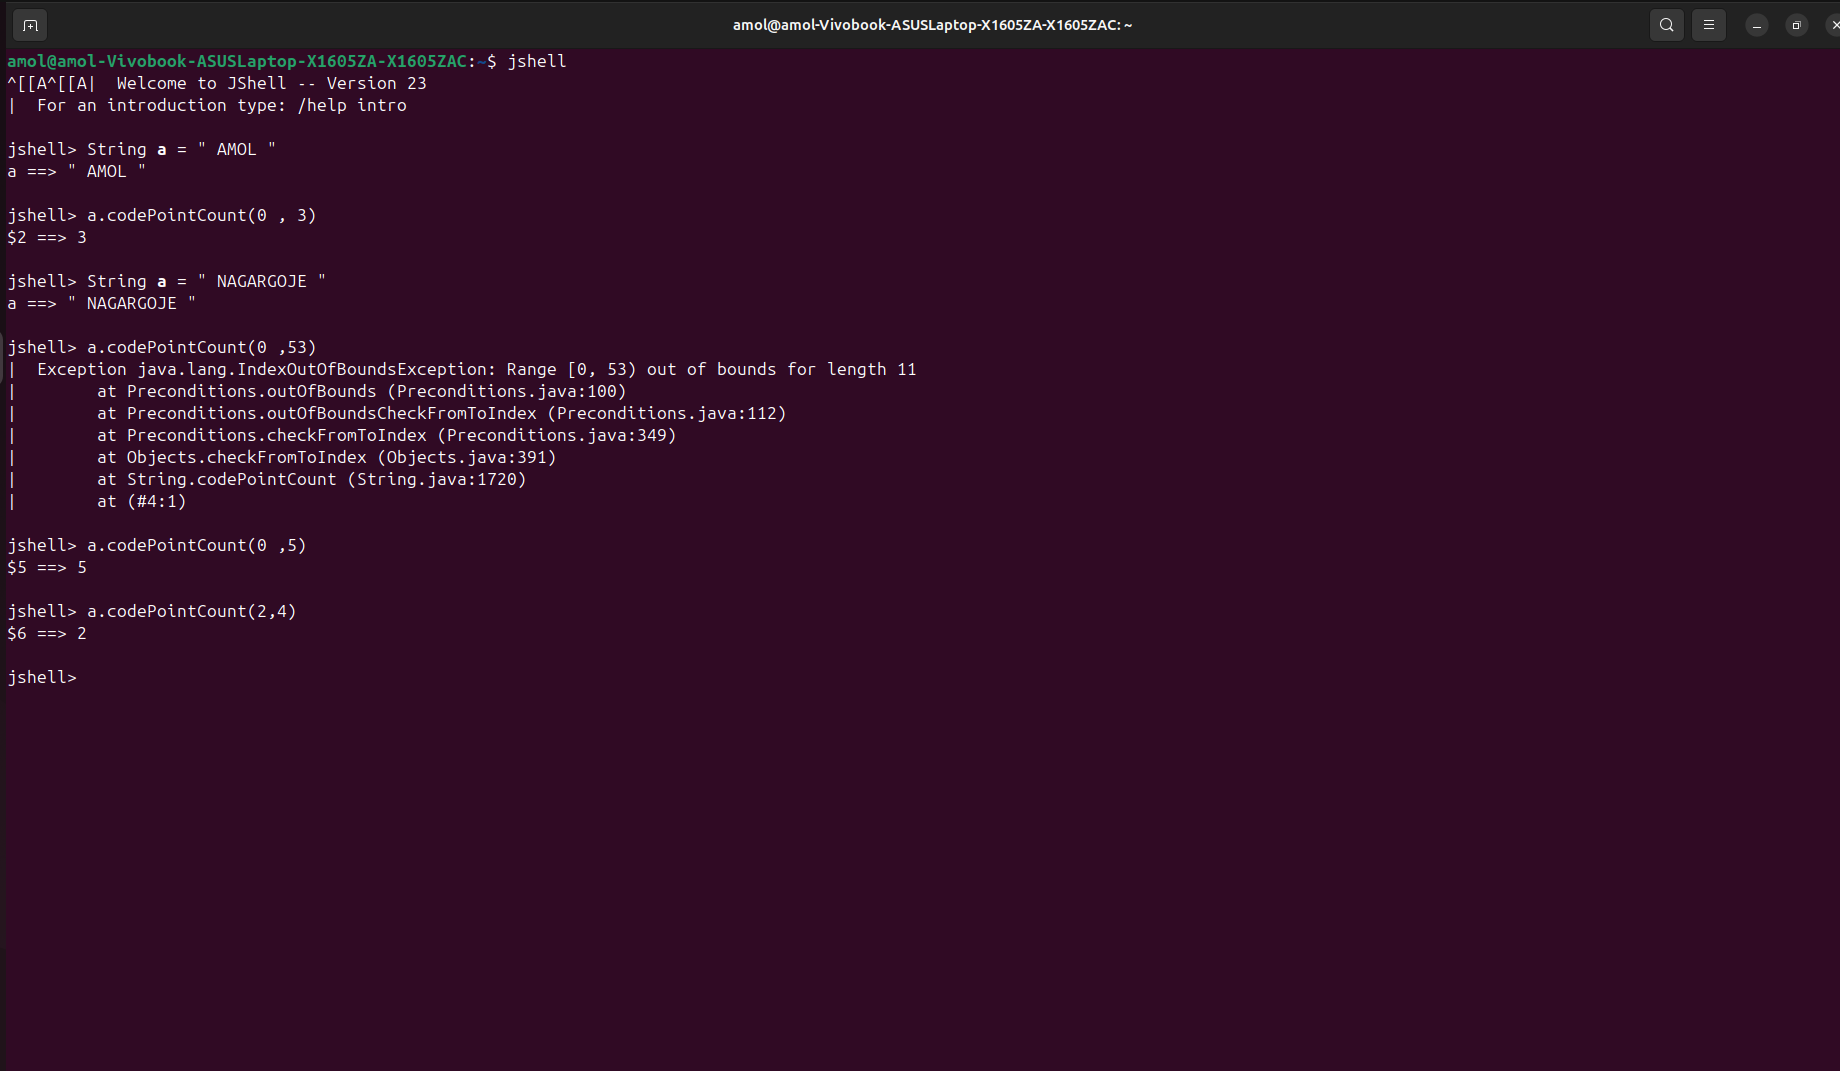 amol@amol-Vivobook-ASUSLaptop-X1605ZA-X1605ZAC: ~
amol@amol-Vivobook-ASUSLaptop-X1605ZA-X1605ZAC:~$ jshell
^[[A^[[A|  Welcome to JShell -- Version 23
|  For an introduction type: /help intro
jshell> String a = " AMOL "
a ==> " AMOL "
jshell> a.codePointCount(0 , 3)
$2 ==> 3
jshell> String a = " NAGARGOJE "
a ==> " NAGARGOJE "
jshell> a.codePointCount(0 ,53)
|  Exception java.lang.IndexOutOfBoundsException: Range [0, 53) out of bounds for length 11
|        at Preconditions.outOfBounds (Preconditions.java:100)
|        at Preconditions.outOfBoundsCheckFromToIndex (Preconditions.java:112)
|        at Preconditions.checkFromToIndex (Preconditions.java:349)
|        at Objects.checkFromToIndex (Objects.java:391)
|        at String.codePointCount (String.java:1720)
|        at (#4:1)
jshell> a.codePointCount(0 ,5)
$5 ==> 5
jshell> a.codePointCount(2,4)
$6 ==> 2
jshell>